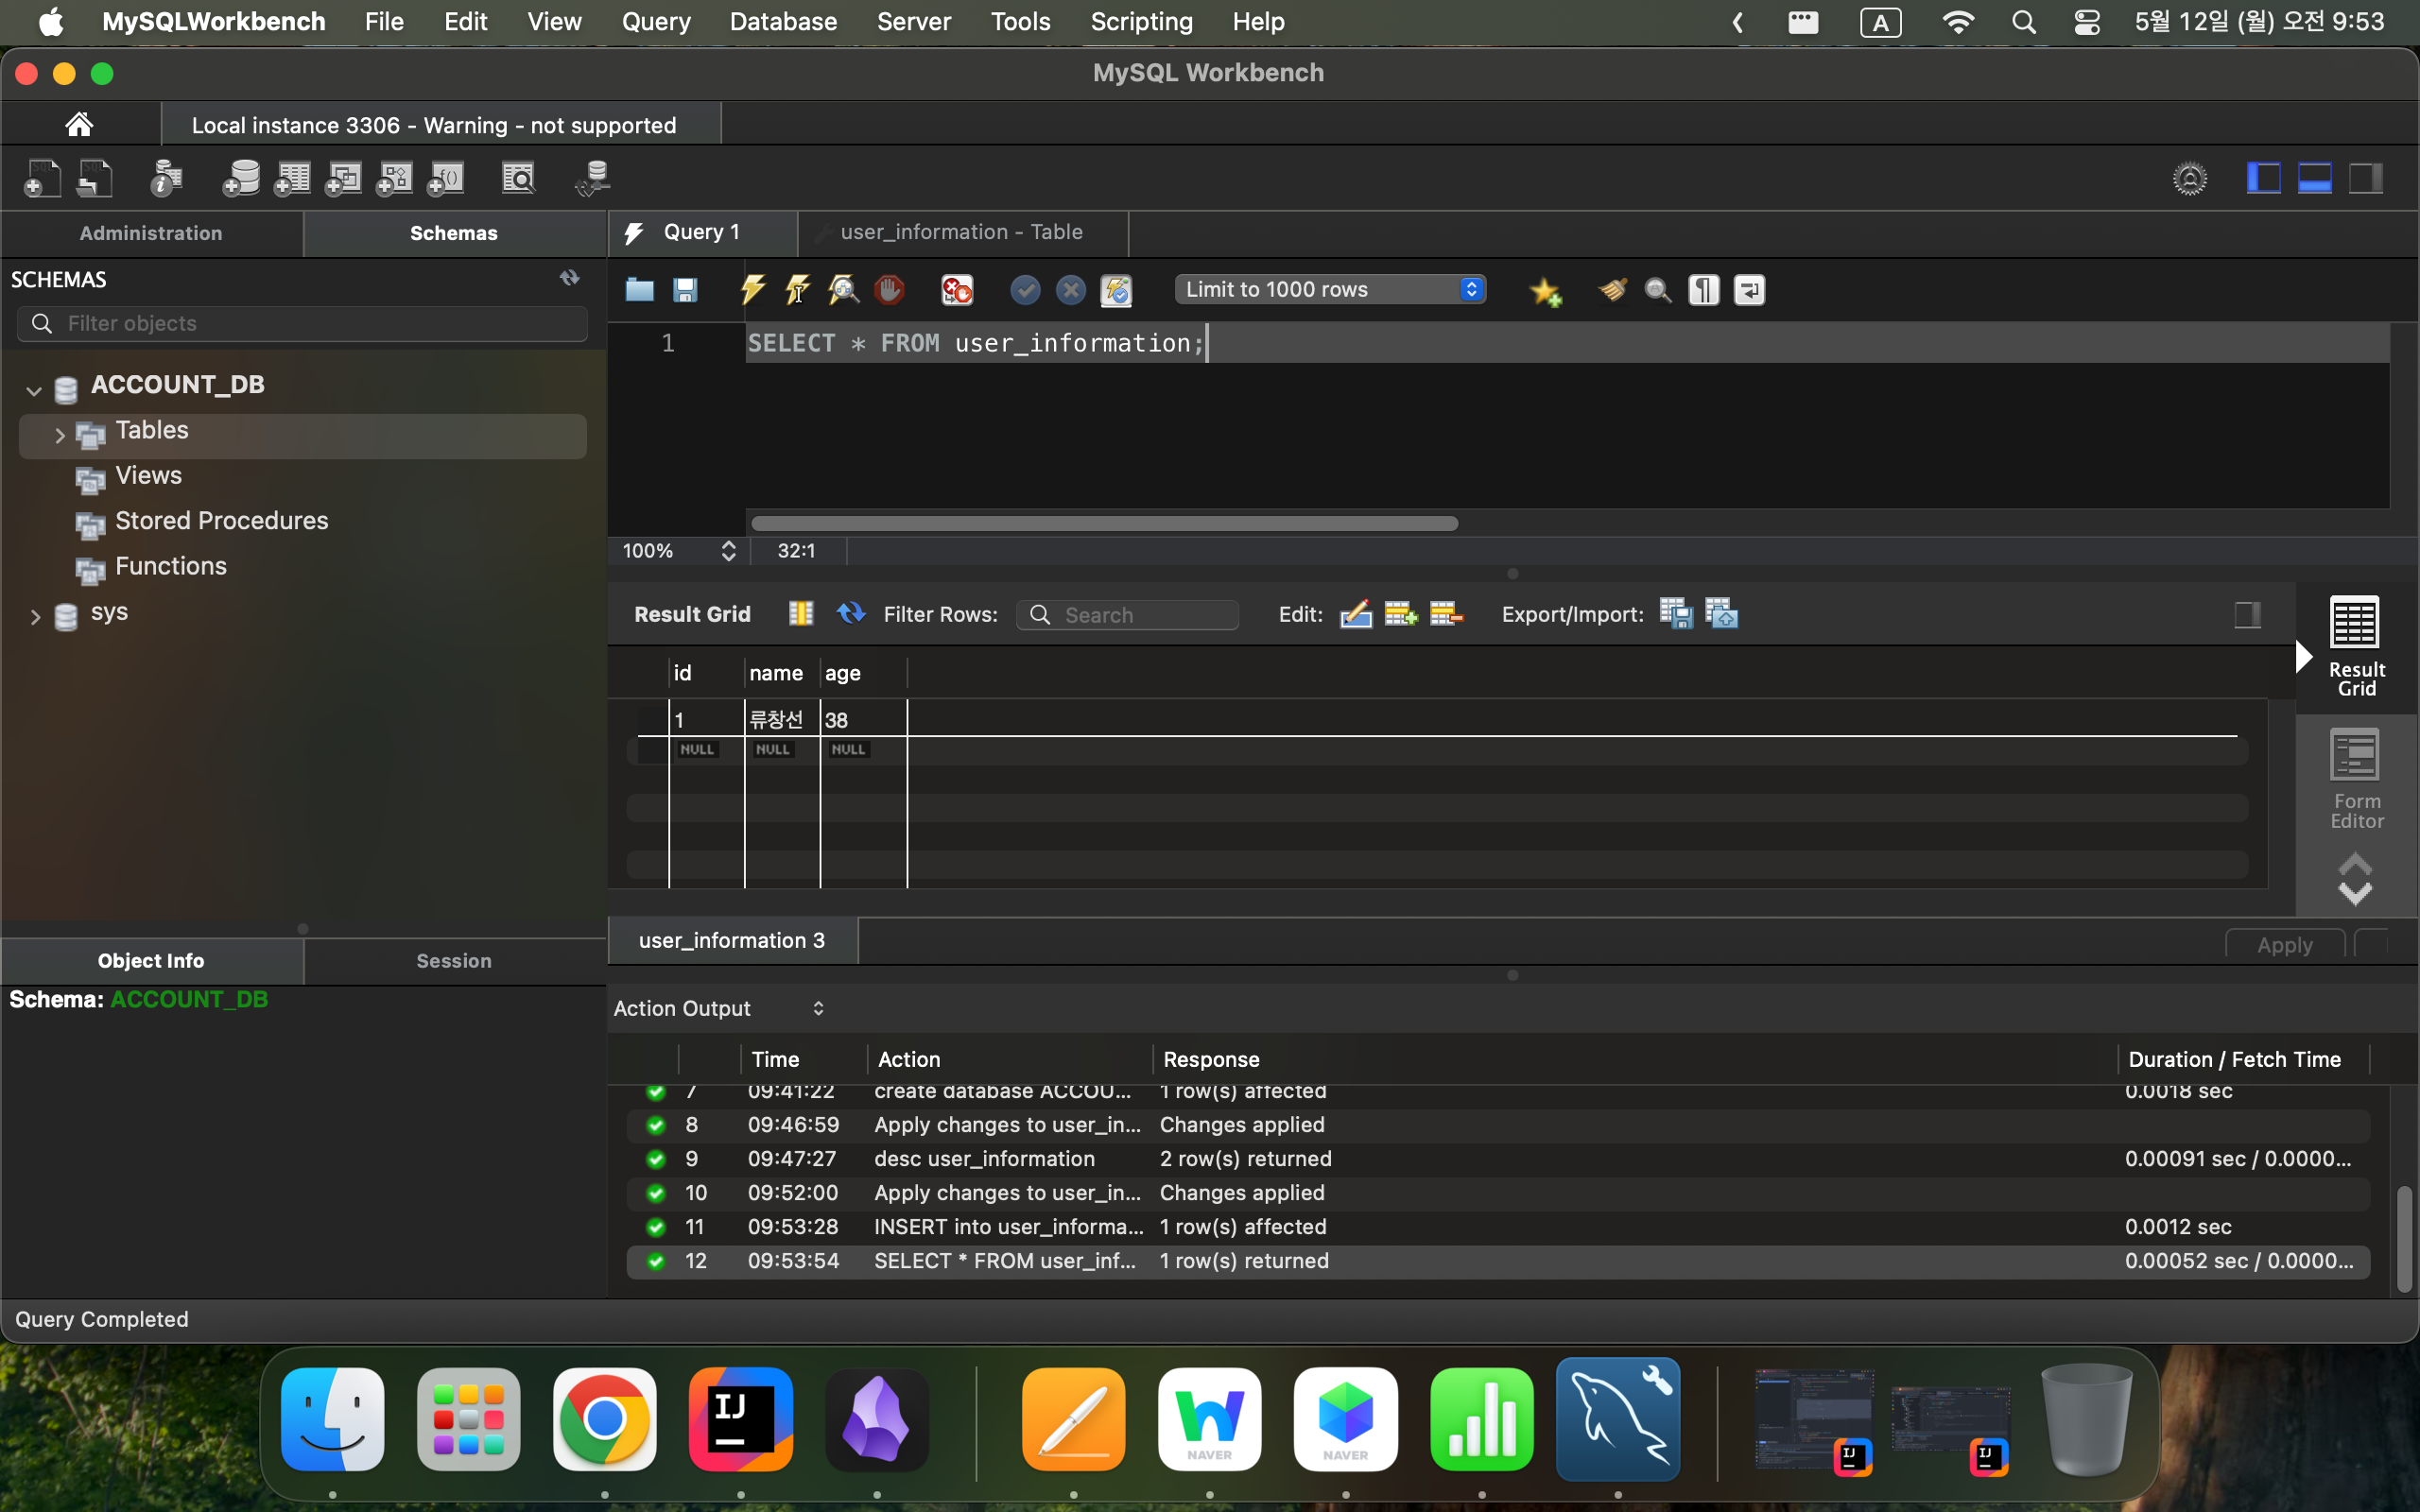 MySQLWorkbench File Edit View Query Database Server Tools Scripting Help A 5월 12일 (월) 오전 9:53
MySQL Workbench
Local instance 3306 - Warning - not supported
Administration Schemas
Query 1 user_information - Table
SCHEMAS
Filter objects
Limit to 1000 rows
1 SELECT * FROM user_information;
ACCOUNT_DB
Tables
Views
Stored Procedures
Functions
sys
100% 32:1
Result Grid Filter Rows: Search Edit: Export/Import:
Result
Grid
Form
Editor
id name age
1 류창선 38
NULL NULL NULL
user_information 3 Apply
Object Info Session
Schema: ACCOUNT_DB
Action Output
Time Action Response Duration / Fetch Time
7 09:41:22 create database ACCOU... 1 row(s) affected 0.0018 sec
8 09:46:59 Apply changes to user_in... Changes applied
9 09:47:27 desc user_information 2 row(s) returned 0.00091 sec / 0.0000...
10 09:52:00 Apply changes to user_in... Changes applied
11 09:53:28 INSERT into user_informa... 1 row(s) affected 0.0012 sec
12 09:53:54 SELECT * FROM user_inf... 1 row(s) returned 0.00052 sec / 0.0000...
Query Completed
IJ
NAVER
NAVER
IJ
IJ